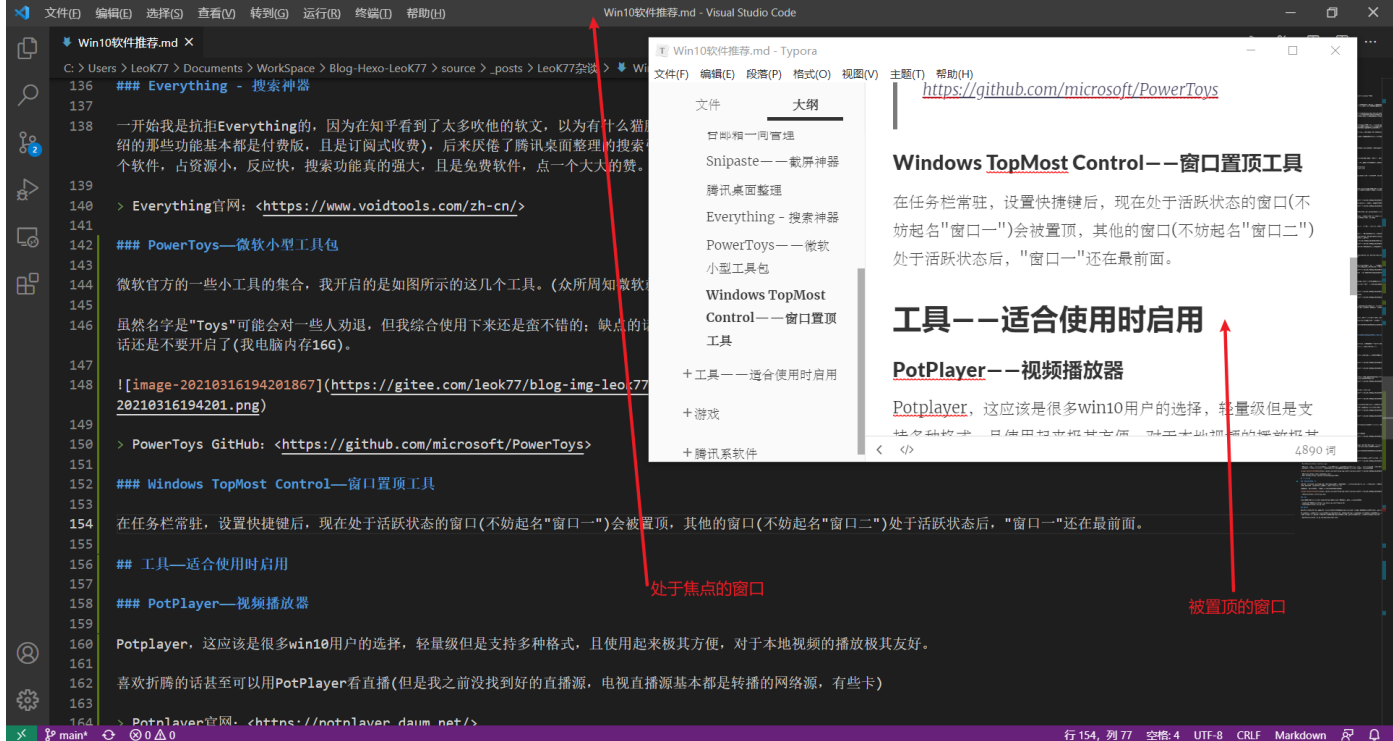 文件(F) 编辑(E) 选择(S) 查看(V) 转到(G) 运行(R) 终端(T) 帮助(H)
Win10软件推荐.md - Visual Studio Code
Win10软件推荐.md
C: > Users > LeoK77 > Documents > WorkSpace > Blog-Hexo-LeoK77 > source > _posts > LeoK77杂谈 >
136 ### Everything - 搜索神器
137
138 一开始我是抗拒Everything的，因为在知乎看到了太多吹他的软文，以为有什么猫
绍的那些功能基本都是付费版，且是订阅式收费)，后来厌倦了腾讯桌面整理的搜索
个软件，占资源小，反应快，搜索功能真的强大，且是免费软件，点一个大大的赞。
139
140 > Everything官网：<https://www.voidtools.com/zh-cn/>
141
142 ### PowerToys——微软小型工具包
143
144 微软官方的一些小工具的集合，我开启的是如图所示的这几个工具。(众所周知微软
145
146 虽然名字是"Toys"可能会对一些人劝退，但我综合使用下来还是蛮不错的；缺点的
话还是不要开启了(我电脑内存16G)。
147
148 ![image-20210316194201867](https://gitee.com/leok77/blog-img-leok77
20210316194201.png)
149
150 > PowerToys GitHub：<https://github.com/microsoft/PowerToys>
151
152 ### Windows TopMost Control——窗口置顶工具
153
154 在任务栏常驻，设置快捷键后，现在处于活跃状态的窗口(不妨起名"窗口一")会被置顶，其他的窗口(不妨起名"窗口二")处于活跃状态后，"窗口一"还在最前面。
155
156 ## 工具——适合使用时启用
157
158 ### PotPlayer——视频播放器
159
160 Potplayer，这应该是很多win10用户的选择，轻量级但是支持多种格式，且使用起来极其方便，对于本地视频的播放极其友好。
161
162 喜欢折腾的话甚至可以用PotPlayer看直播(但是我之前没找到好的直播源，电视直播源基本都是转播的网络源，有些卡)
163
164 > Potplayer官网：<https://potplayer.daum.net/>
2
main* 0 0
行 154，列 77 空格: 4 UTF-8 CRLF Markdown
Win10软件推荐.md - Typora
文件(F) 编辑(E) 段落(P) 格式(O) 视图(V) 主题(T) 帮助(H)
文件 大纲
Snipaste——截屏神器
腾讯桌面整理
Everything - 搜索神器
PowerToys——微软
小型工具包
Windows TopMost
Control——窗口置顶
工具
工具——适合使用时启用
游戏
腾讯系软件
https://github.com/microsoft/PowerToys
Windows TopMost Control——窗口置顶工具
在任务栏常驻，设置快捷键后，现在处于活跃状态的窗口(不
妨起名"窗口一")会被置顶，其他的窗口(不妨起名"窗口二")
处于活跃状态后，"窗口一"还在最前面。
工具——适合使用时启用
PotPlayer——视频播放器
Potplayer，这应该是很多win10用户的选择，轻量级但是支
持多种格式，且使用起来极其方便，对于本地视频的播放极其
4890 词
处于焦点的窗口
被置顶的窗口